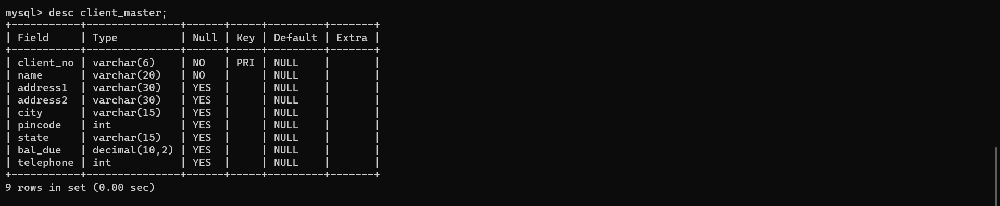 mysql> desc client_master;
+-----------+---------------+------+-----+---------+-------+
| Field     | Type          | Null | Key | Default | Extra |
+-----------+---------------+------+-----+---------+-------+
| client_no | varchar(6)    | NO   | PRI | NULL    |       |
| name      | varchar(20)   | NO   |     | NULL    |       |
| address1  | varchar(30)   | YES  |     | NULL    |       |
| address2  | varchar(30)   | YES  |     | NULL    |       |
| city      | varchar(15)   | YES  |     | NULL    |       |
| pincode   | int           | YES  |     | NULL    |       |
| state     | varchar(15)   | YES  |     | NULL    |       |
| bal_due   | decimal(10,2) | YES  |     | NULL    |       |
| telephone | int           | YES  |     | NULL    |       |
+-----------+---------------+------+-----+---------+-------+
9 rows in set (0.00 sec)